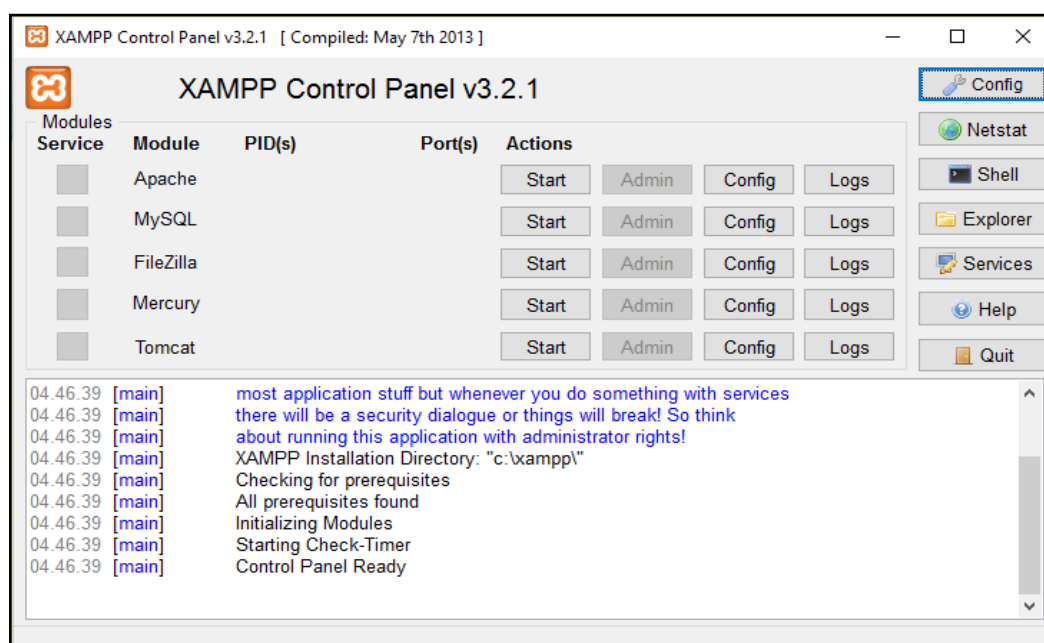 XAMPP Control Panel v3.2.1 [ Compiled: May 7th 2013 ]
XAMPP Control Panel v3.2.1
Config
Modules
Netstat
Service Module PID(s) Port(s) Actions
Apache Start Admin Config Logs
Shell
MySQL Start Admin Config Logs
Explorer
FileZilla Start Admin Config Logs
Services
Mercury Start Admin Config Logs
Help
Tomcat Start Admin Config Logs
Quit
04.46.39 [main] most application stuff but whenever you do something with services
04.46.39 [main] there will be a security dialogue or things will break! So think
04.46.39 [main] about running this application with administrator rights!
04.46.39 [main] XAMPP Installation Directory: "c:\xampp\"
04.46.39 [main] Checking for prerequisites
04.46.39 [main] All prerequisites found
04.46.39 [main] Initializing Modules
04.46.39 [main] Starting Check-Timer
04.46.39 [main] Control Panel Ready